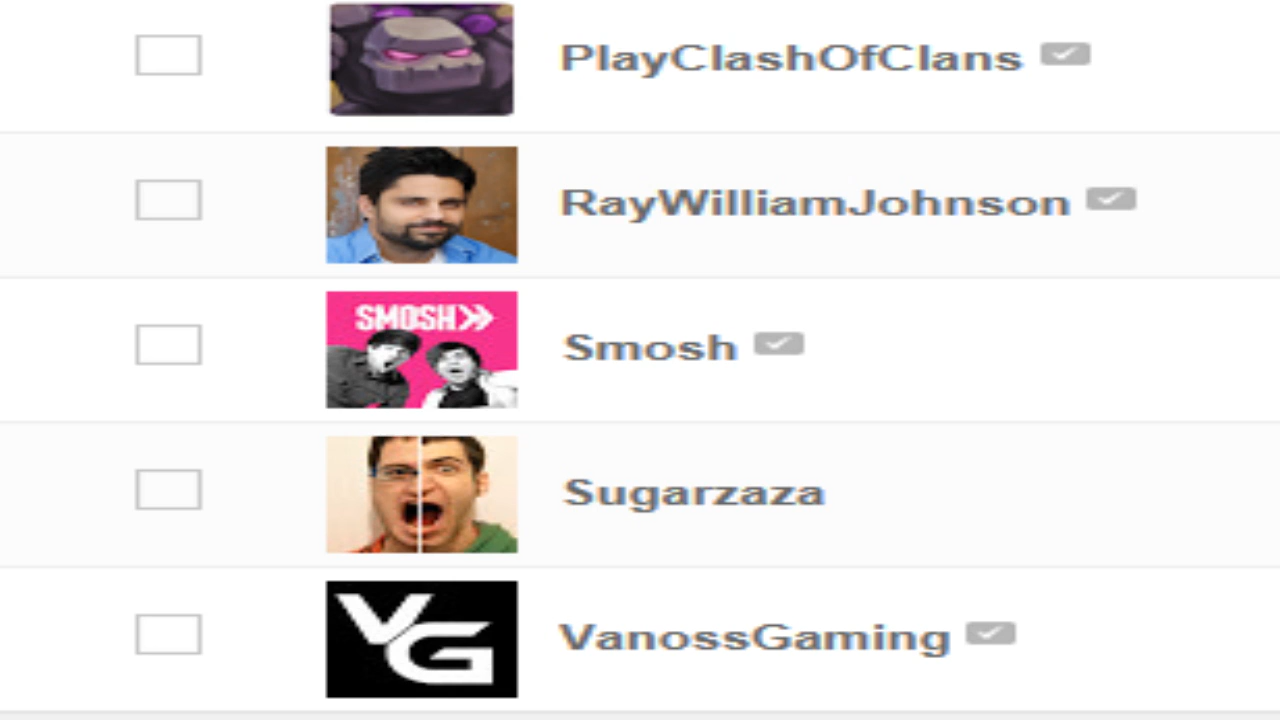 PlayClashOfClans
RayWilliamJohnson
SMOSH
Smosh
Sugarzaza
VG
VanossGaming